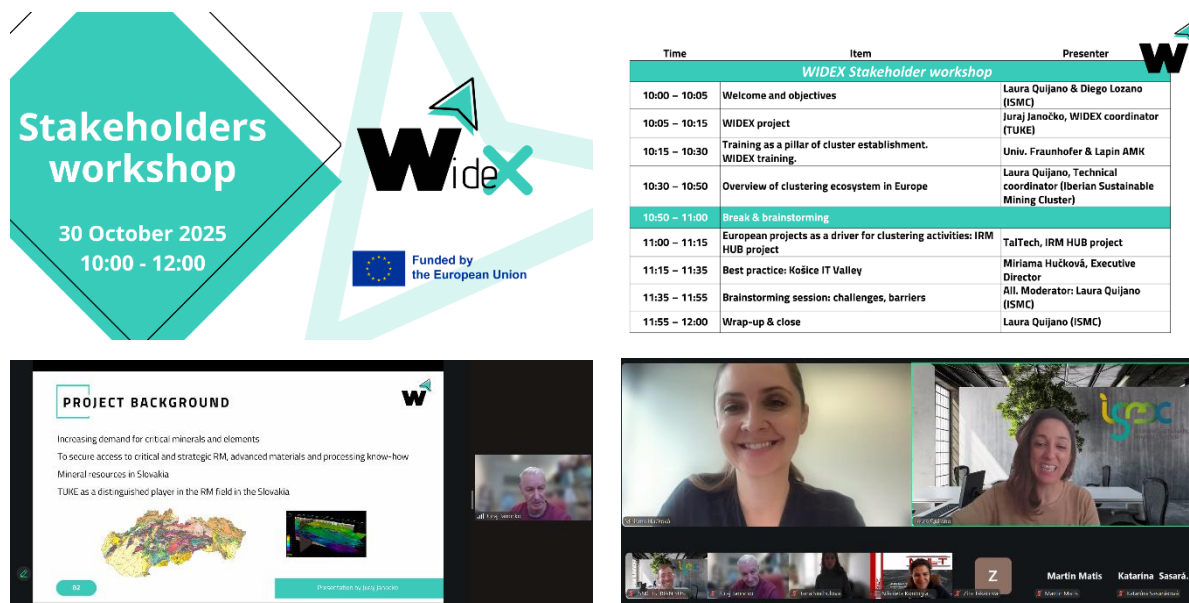 Stakeholders
workshop
30 October 2025
10:00 - 12:00
WideX
Funded by
the European Union
Time Item Presenter
WIDEX Stakeholder workshop
10:00 – 10:05 Welcome and objectives Laura Quijano & Diego Lozano
(ISMC)
10:05 – 10:15 WIDEX project Juraj Janočko, WIDEX coordinator
(TUKE)
10:15 – 10:30 Training as a pillar of cluster establishment.
WIDEX training. Univ. Fraunhofer & Lapin AMK
10:30 – 10:50 Overview of clustering ecosystem in Europe Laura Quijano, Technical
coordinator (Iberian Sustainable
Mining Cluster)
10:50 – 11:00 Break & brainstorming
11:00 – 11:15 European projects as a driver for clustering activities: IRM
HUB project TalTech, IRM HUB project
11:15 – 11:35 Best practice: Košice IT Valley Miriama Hučková, Executive
Director
11:35 – 11:55 Brainstorming session: challenges, barriers All. Moderator: Laura Quijano
(ISMC)
11:55 – 12:00 Wrap-up & close Laura Quijano (ISMC)
W
PROJECT BACKGROUND
W
Increasing demand for critical minerals and elements
To secure access to critical and strategic RM, advanced materials and processing know-how
Mineral resources in Slovakia
TUKE as a distinguished player in the RM field in the Slovakia
02
Presentation by Juraj Janocko
Juraj Janocko
ismc
Z
Martin Matis
Katarína Sasará.
Martin Matis